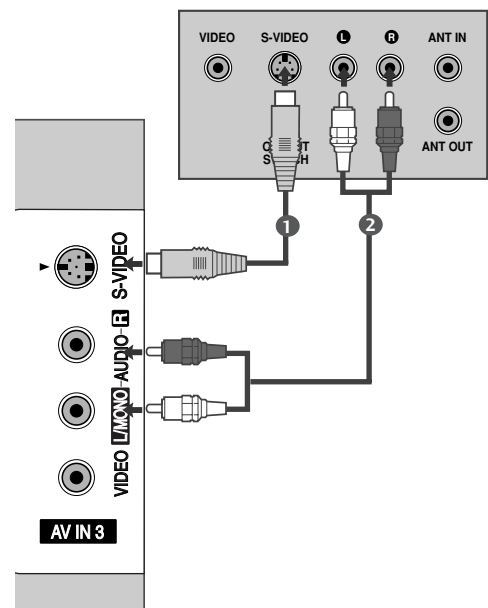 VIDEO S-VIDEO L R ANT IN
ANT OUT
1 2
S-VIDEO
AUDIO R
L/MONO
VIDEO
AV IN 3